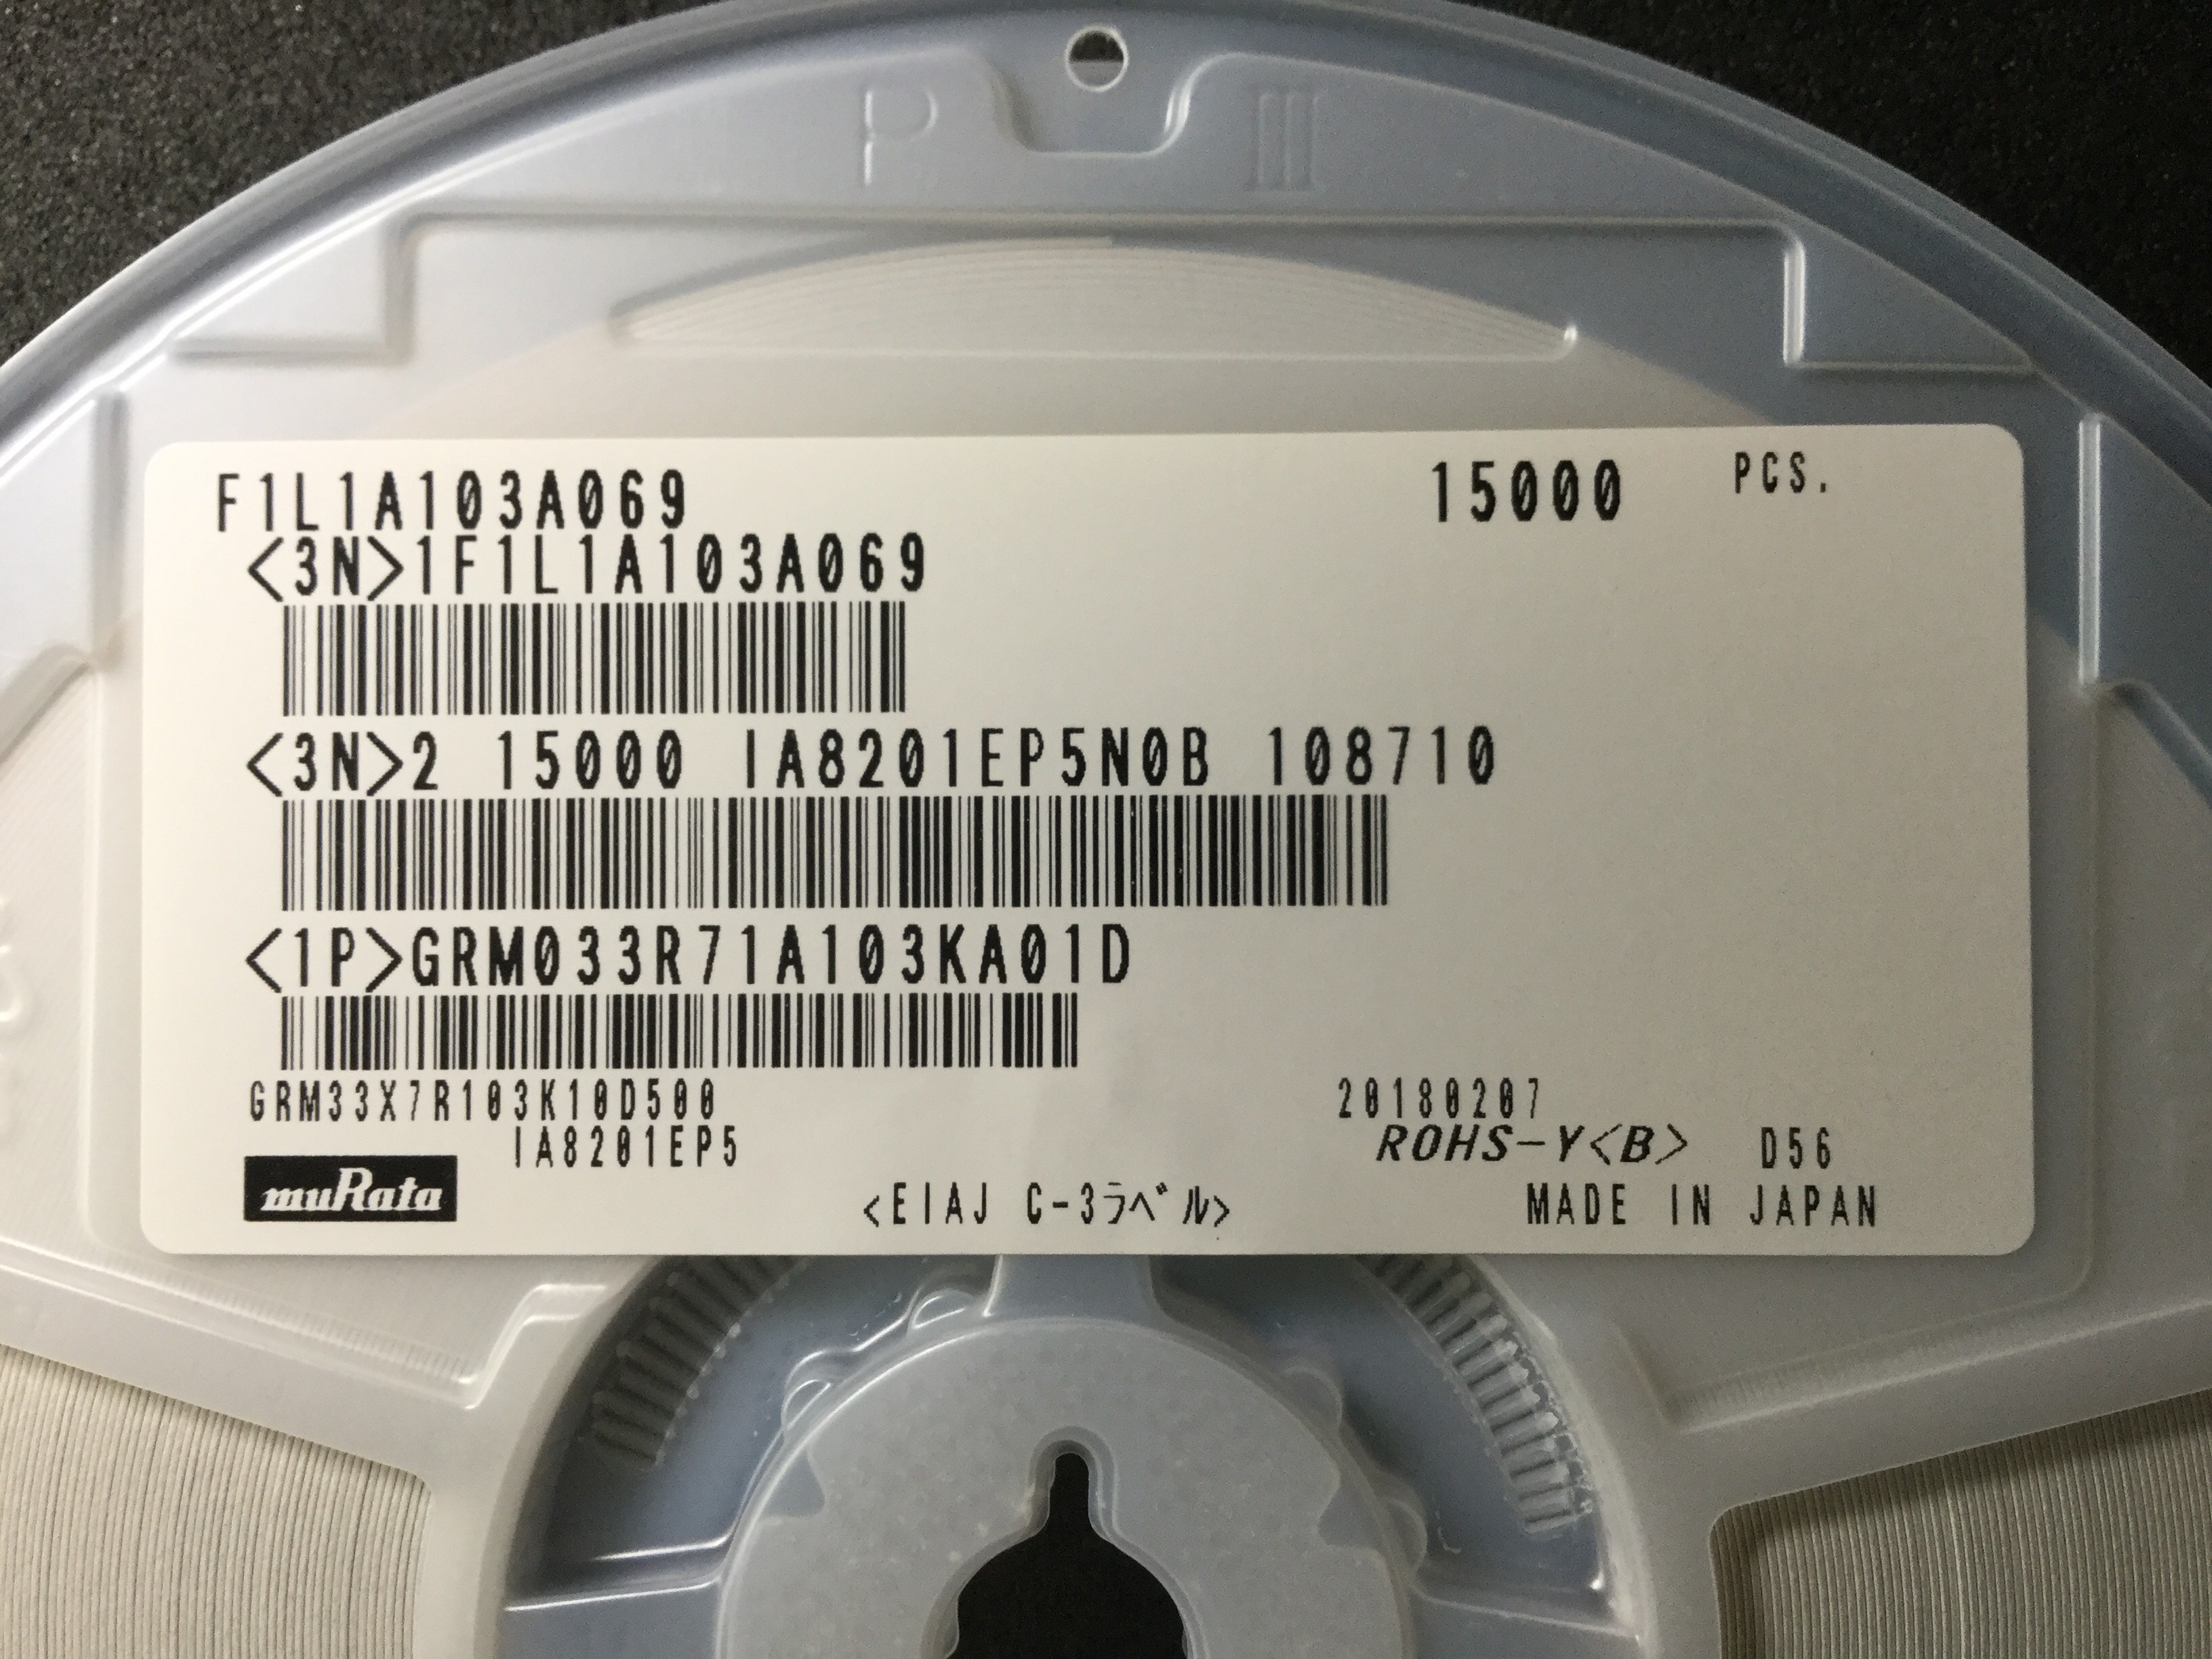 P III
F1L1A103A069 15000 PCS.
<3N>1F1L1A103A069
<3N>2 15000 IA8201EP5N0B 108710
<1P>GRM033R71A103KA01D
GRM33X7R103K10D500 20180207
IA8201EP5 ROHS-Y<B> D56
muRata <EIAJ C-3ラベル> MADE IN JAPAN